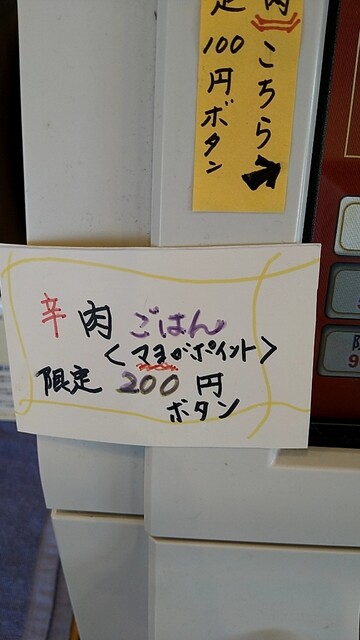 肉こちら
定100円ボタン
辛肉ごはん
<マヨがポイント>
限定 200円
ボタン